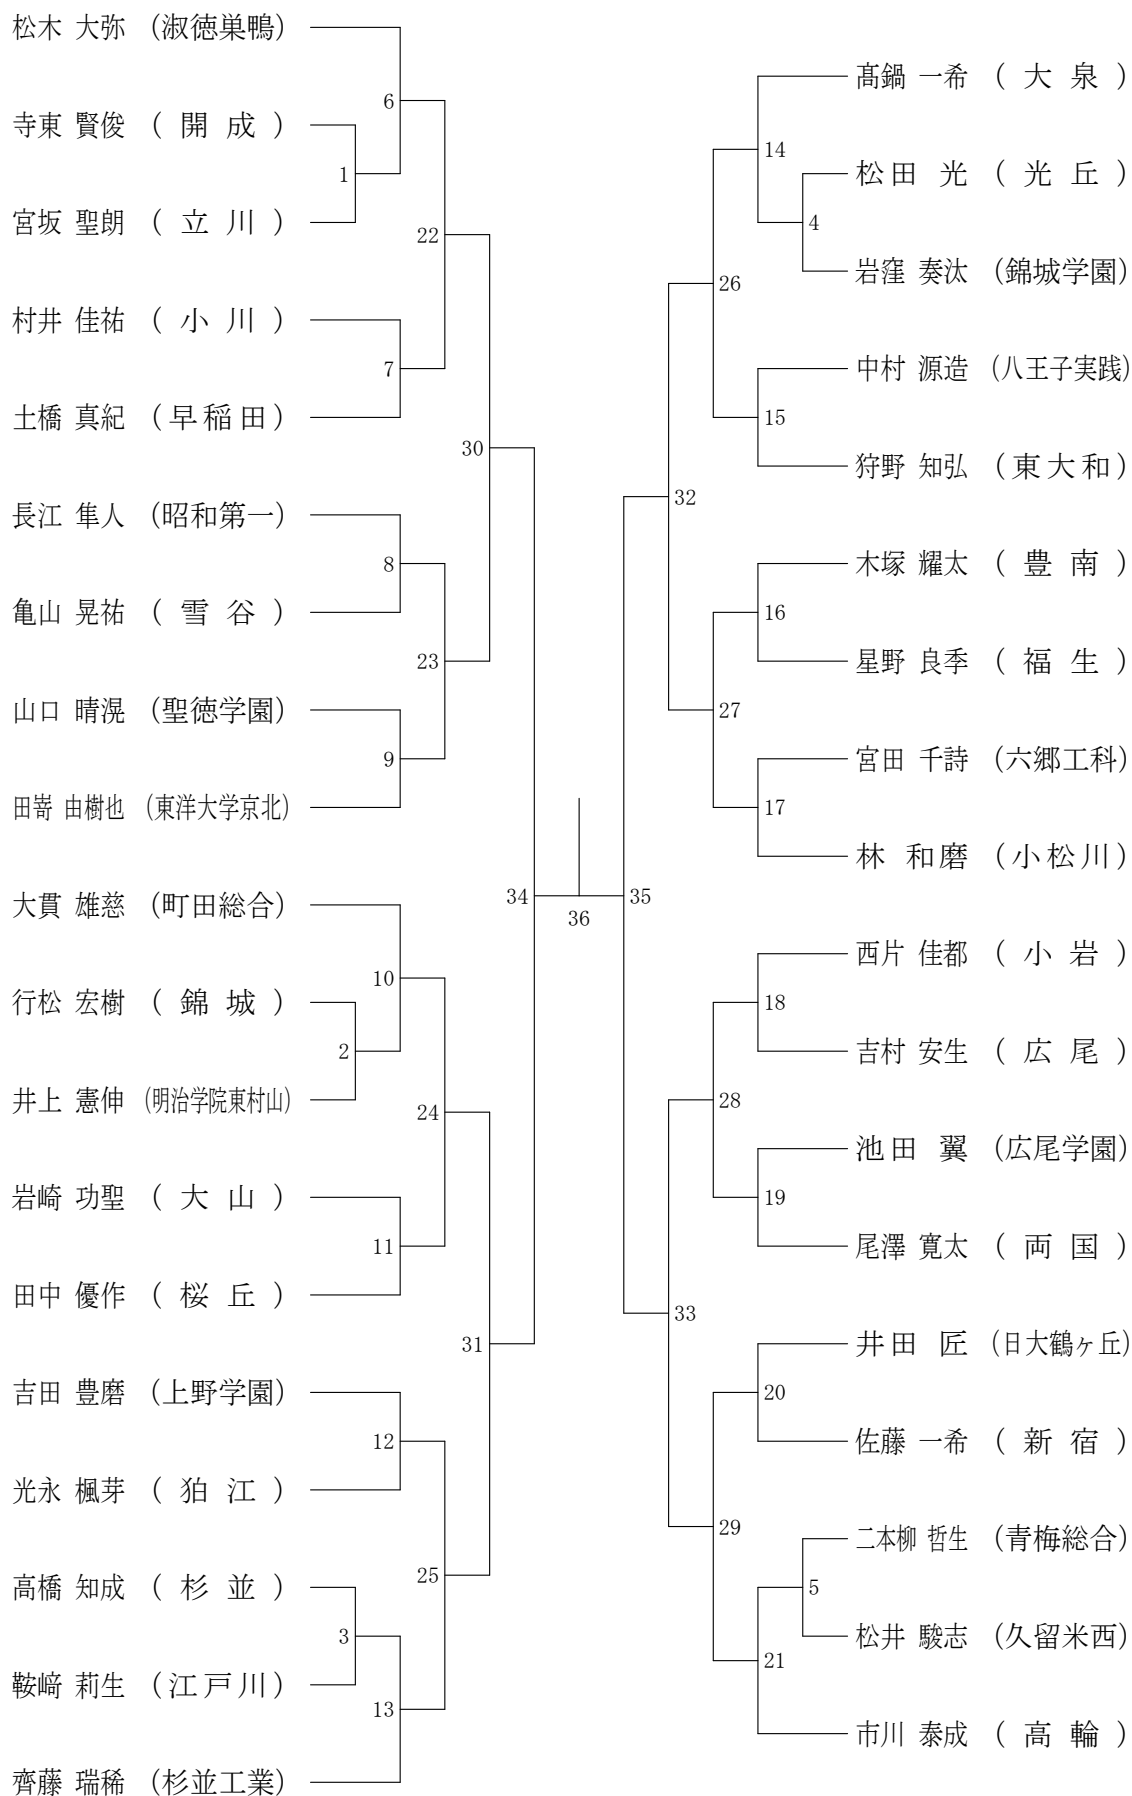 松木 大弥 (淑徳巣鴨)
寺東 賢俊 ( 開 成 )
宮坂 聖朗 ( 立 川 )
村井 佳祐 ( 小 川 )
土橋 真紀 (早稲田)
長江 隼人 (昭和第一)
亀山 晃祐 ( 雪 谷 )
山口 晴滉 (聖徳学園)
田嵜 由樹也 (東洋大学京北)
大貫 雄慈 (町田総合)
行松 宏樹 ( 錦 城 )
井上 憲伸 (明治学院東村山)
岩崎 功聖 ( 大 山 )
田中 優作 ( 桜 丘 )
吉田 豊磨 (上野学園)
光永 楓芽 ( 狛 江 )
高橋 知成 ( 杉 並 )
鞍﨑 莉生 (江戸川)
齊藤 瑞稀 (杉並工業)
1
2
3
6
7
8
9
10
11
12
13
22
23
24
25
30
31
34
36
35
32
33
26
27
28
29
14
15
16
17
18
19
20
21
4
5
髙鍋 一希 ( 大 泉 )
松田 光 ( 光 丘 )
岩窪 奏汰 (錦城学園)
中村 源造 (八王子実践)
狩野 知弘 (東大和)
木塚 耀太 ( 豊 南 )
星野 良季 ( 福 生 )
宮田 千詩 (六郷工科)
林 和磨 (小松川)
西片 佳都 ( 小 岩 )
吉村 安生 ( 広 尾 )
池田 翼 (広尾学園)
尾澤 寛太 ( 両 国 )
井田 匠 (日大鶴ヶ丘)
佐藤 一希 ( 新 宿 )
二本柳 哲生 (青梅総合)
松井 駿志 (久留米西)
市川 泰成 ( 高 輪 )